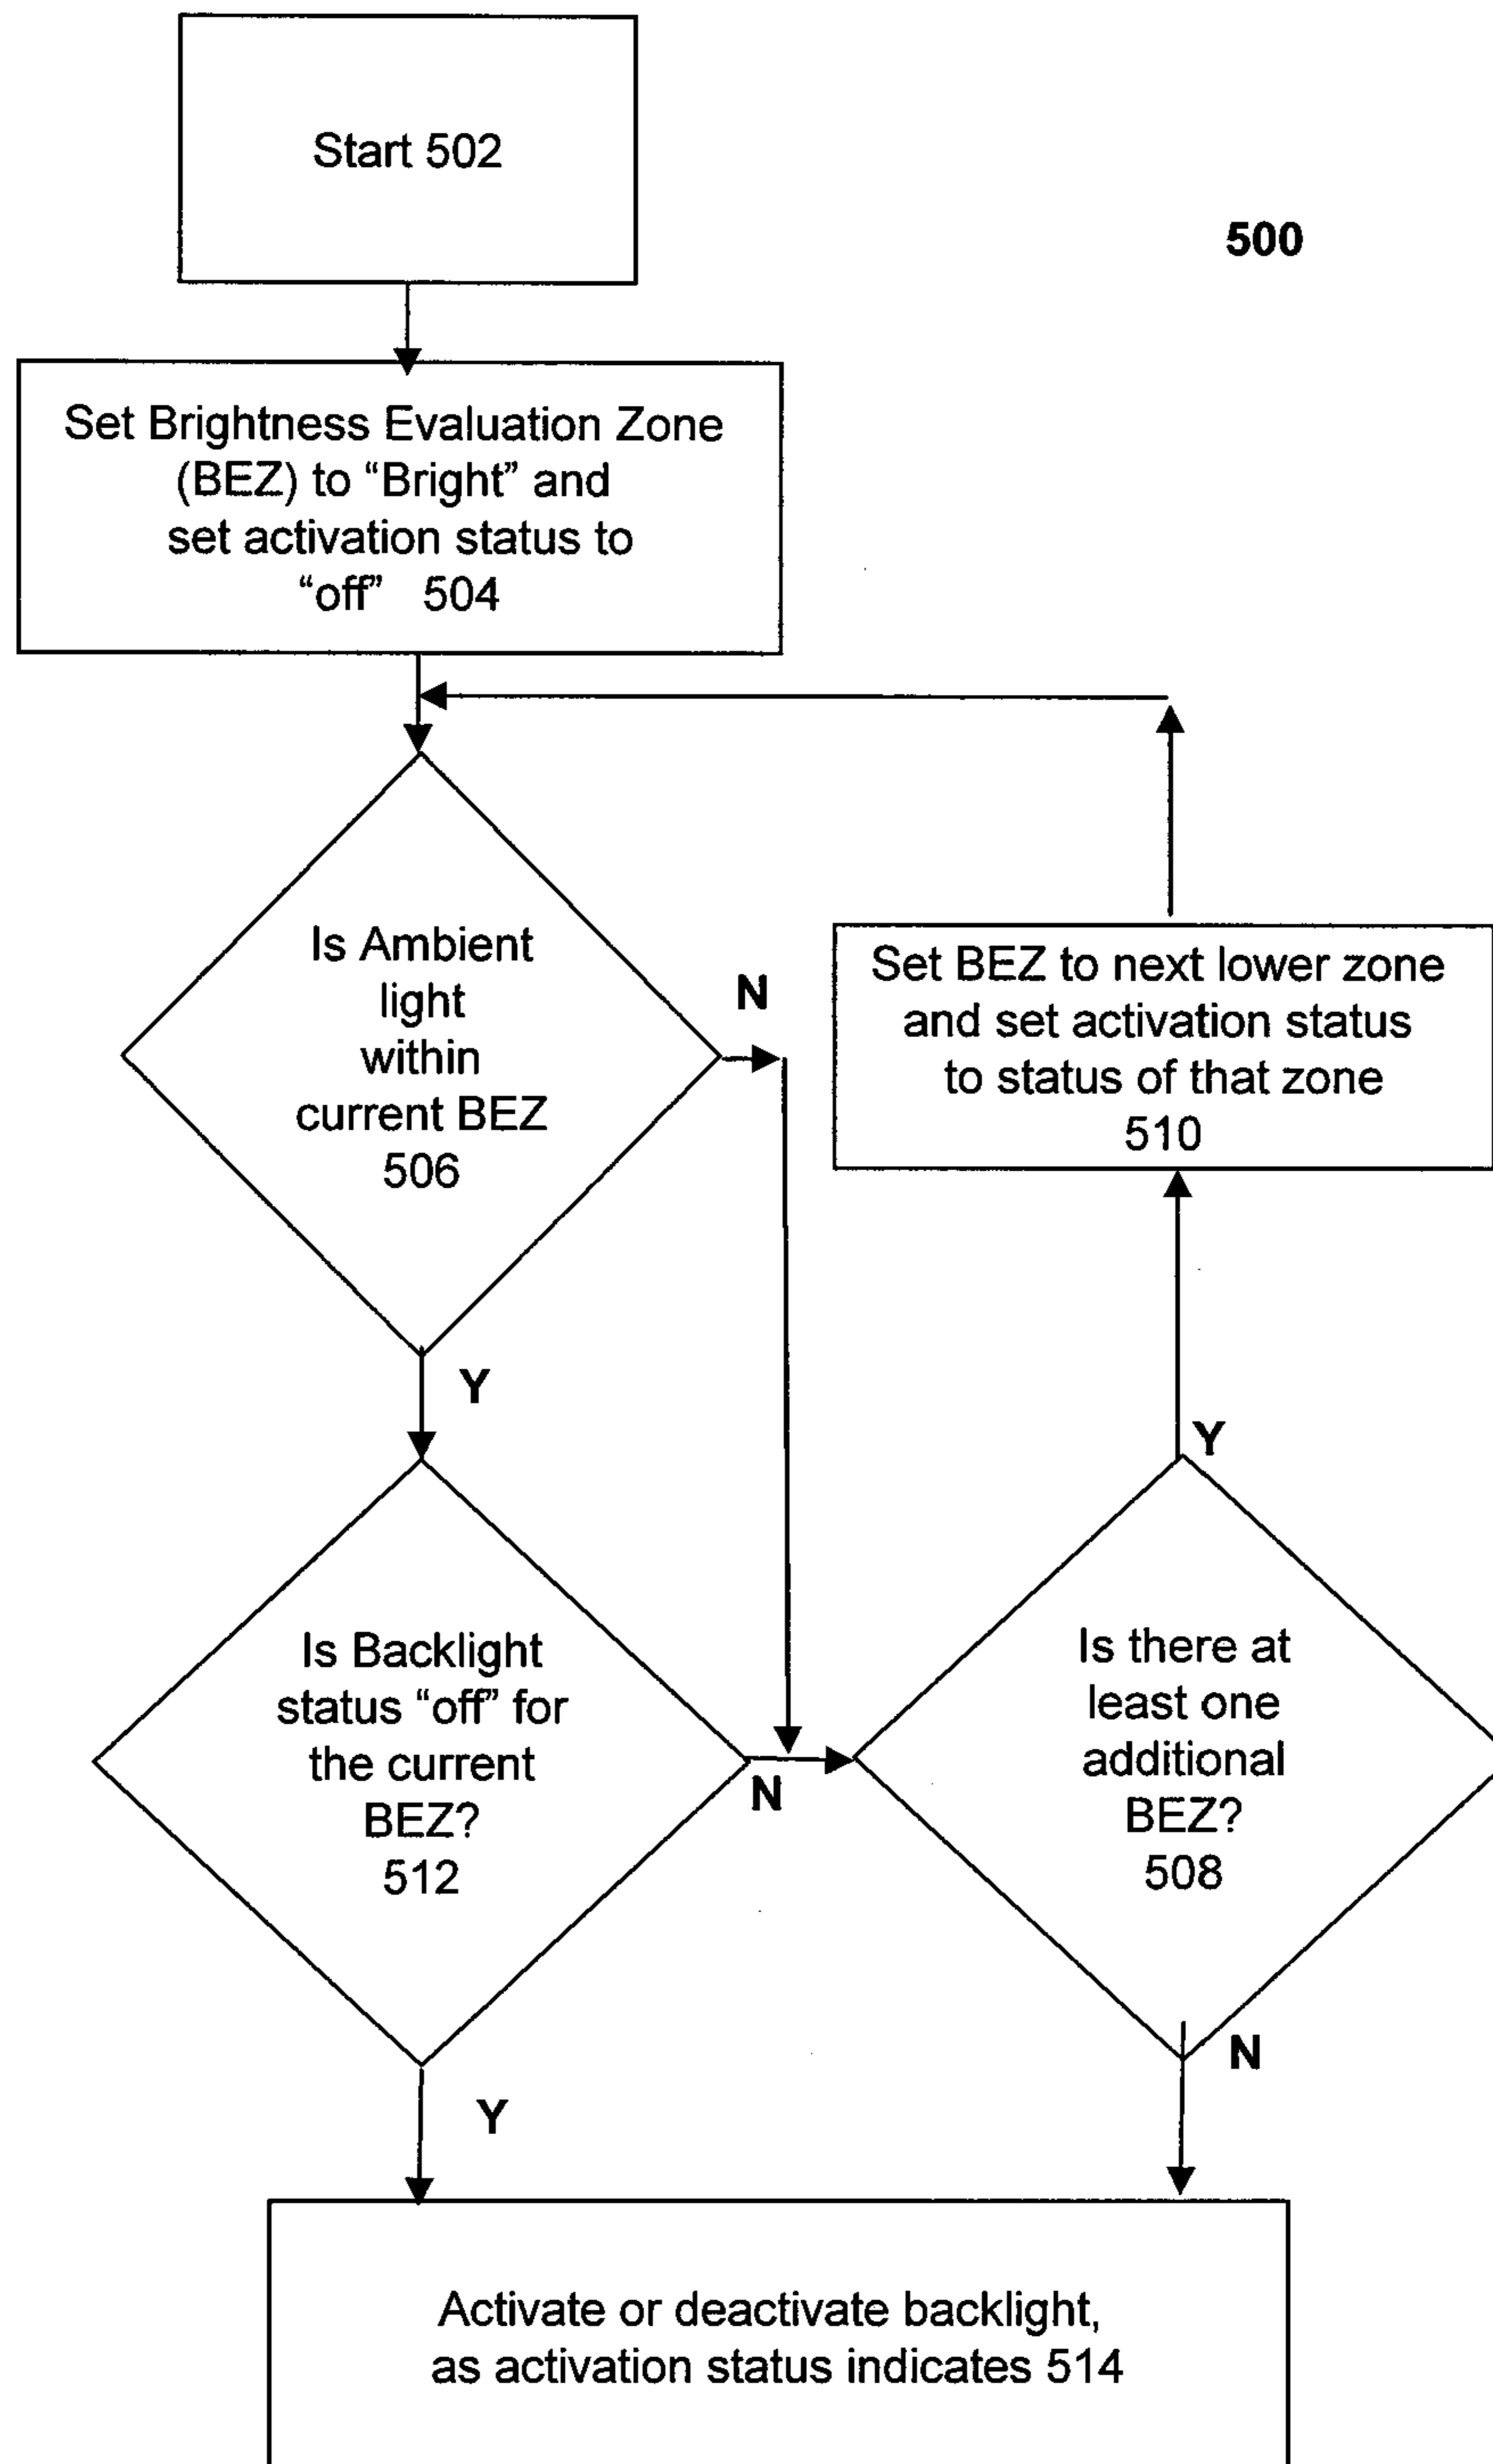 Start 502
500
Set Brightness Evaluation Zone
(BEZ) to “Bright” and
set activation status to
“off” 504
Is Ambient
light
within
current BEZ
506
N
Set BEZ to next lower zone
and set activation status
to status of that zone
510
Y
Y
Is Backlight
status “off” for
the current
BEZ?
512
N
Is there at
least one
additional
BEZ?
508
N
Y
Activate or deactivate backlight,
as activation status indicates 514